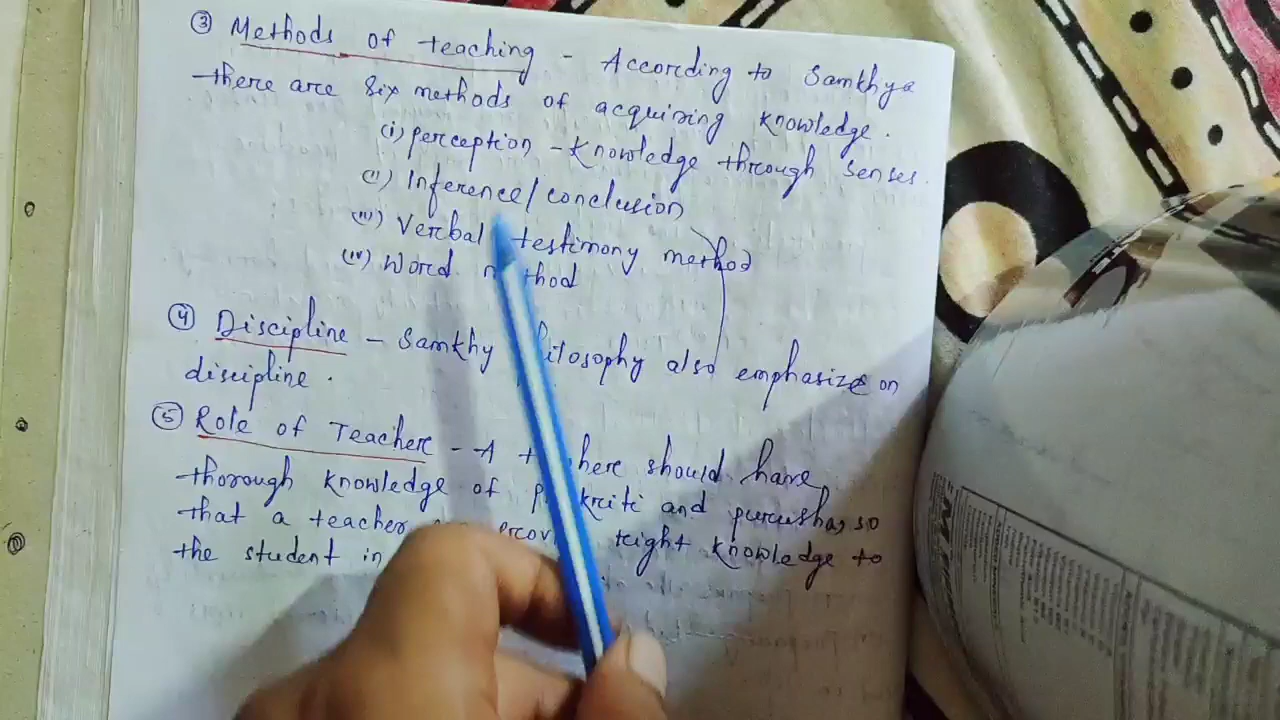 ③ Methods of teaching - According to Samkhya
there are six methods of acquiring knowledge.
(i) perception - knowledge through senses.
(ii) Inference/conclusion
(iii) Verbal testimony method
(iv) Word
④ Discipline - Samkhy also emphasize on
discipline.
⑤ Role of Teacher - A should have
thorough knowledge of and purusha, so
that a teacher right knowledge to
the student in